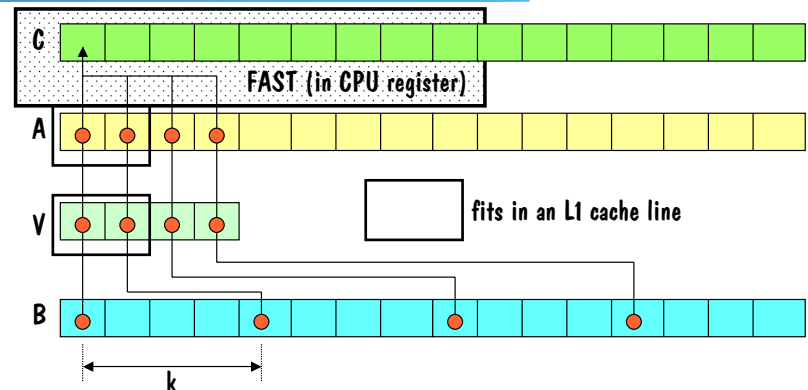 C
FAST (in CPU register)
A
fits in an L1 cache line
V
B
k